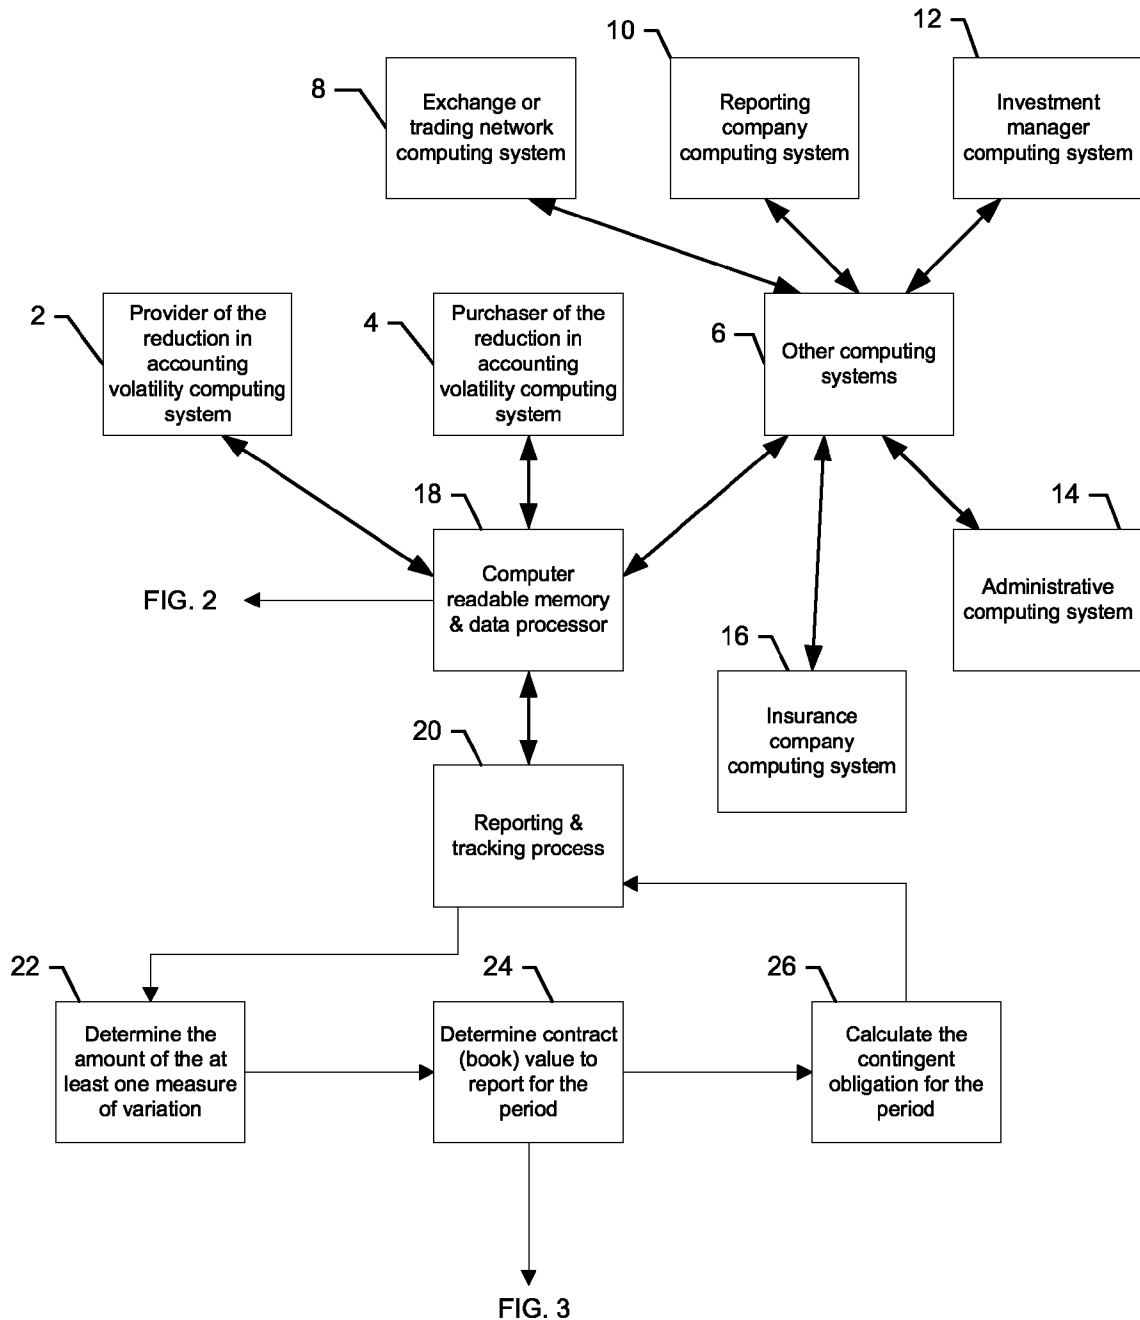 10
12
8
Exchange or
trading network
computing system
Reporting
company
computing system
Investment
manager
computing system
2
Provider of the
reduction in
accounting
volatility computing
system
4
Purchaser of the
reduction in
accounting
volatility computing
system
6
Other computing
systems
18
Computer
readable memory
& data processor
FIG. 2
14
Administrative
computing system
16
Insurance
company
computing system
20
Reporting &
tracking process
22
Determine the
amount of the at
least one measure
of variation
24
Determine contract
(book) value to
report for the
period
26
Calculate the
contingent
obligation for the
period
FIG. 3